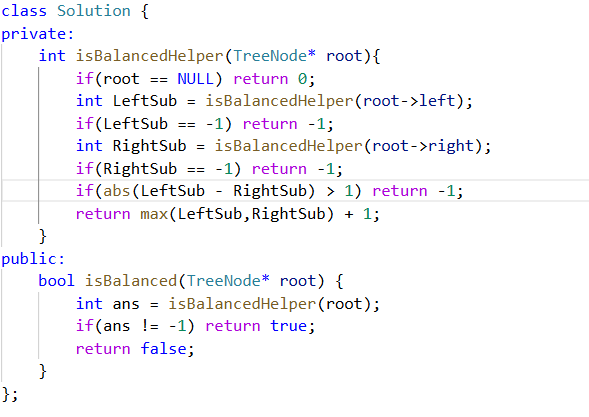 class Solution {
private:
    int isBalancedHelper(TreeNode* root){
        if(root == NULL) return 0;
        int LeftSub = isBalancedHelper(root->left);
        if(LeftSub == -1) return -1;
        int RightSub = isBalancedHelper(root->right);
        if(RightSub == -1) return -1;
        if(abs(LeftSub - RightSub) > 1) return -1;
        return max(LeftSub,RightSub) + 1;
    }
public:
    bool isBalanced(TreeNode* root) {
        int ans = isBalancedHelper(root);
        if(ans != -1) return true;
        return false;
    }
};